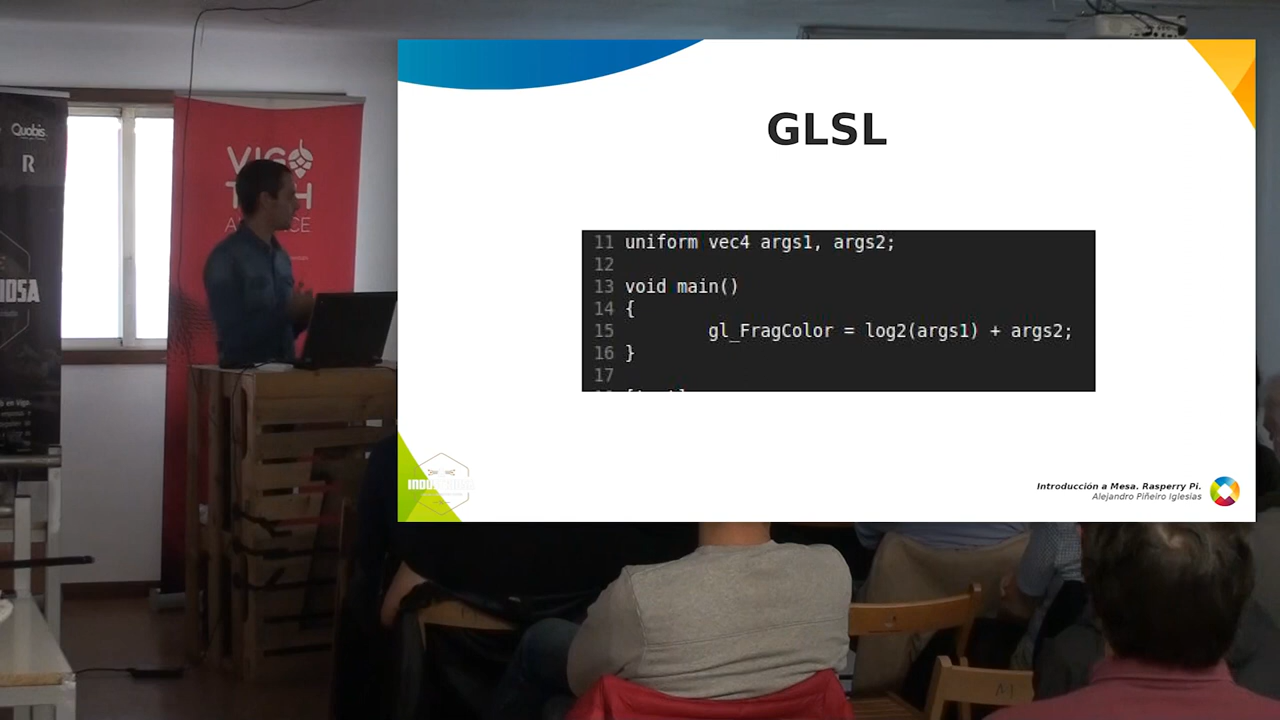 Quobis
R
VIGO
TECH
ALLIANCE
GLSL
11 uniform vec4 args1, args2;
12
13 void main()
14 {
15 gl_FragColor = log2(args1) + args2;
16 }
17
INDUSTRIOSA
Introducción a Mesa. Rasperry Pi.
Alejandro Piñeiro Iglesias